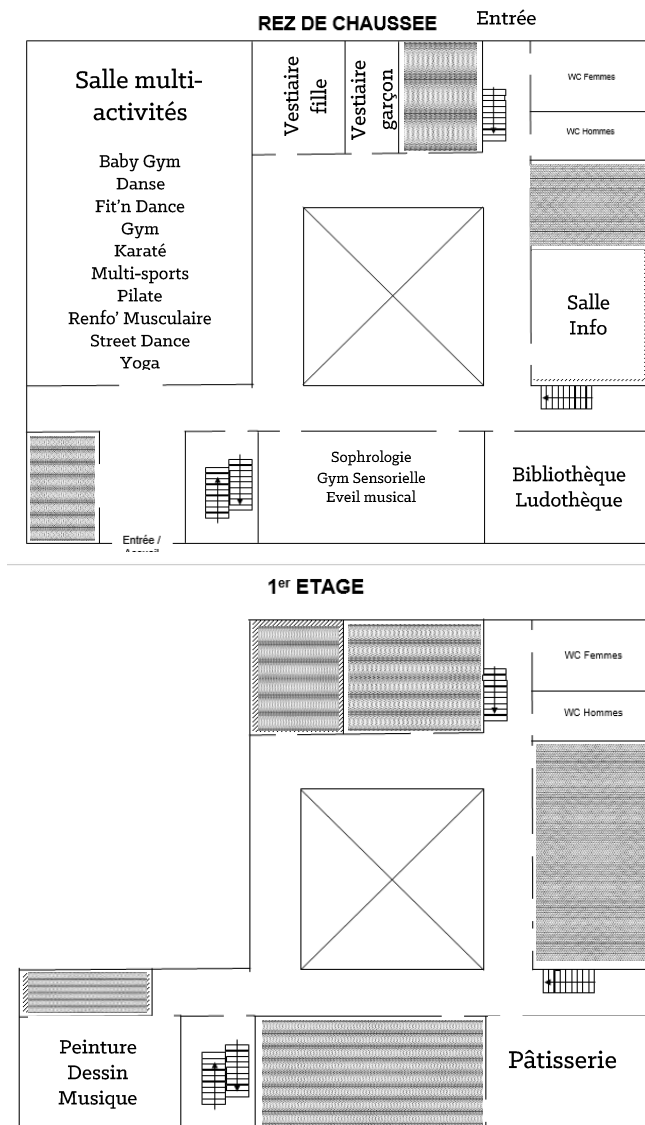 REZ DE CHAUSSEE
Entrée
Salle multi-
activités
Baby Gym
Danse
Fit'n Dance
Gym
Karaté
Multi-sports
Pilate
Renfo' Musculaire
Street Dance
Yoga
Vestiaire
fille
Vestiaire
garçon
WC Femmes
WC Hommes
Salle
Info
Sophrologie
Gym Sensorielle
Eveil musical
Bibliothèque
Ludothèque
Entrée /
Accueil
1er ETAGE
WC Femmes
WC Hommes
Peinture
Dessin
Musique
Pâtisserie